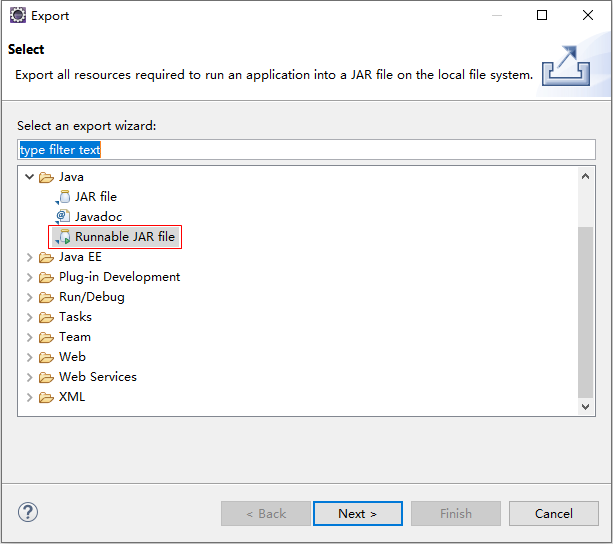 Export
Select
Export all resources required to run an application into a JAR file on the local file system.
Select an export wizard:
type filter text
Java
JAR file
Javadoc
Runnable JAR file
Java EE
Plug-in Development
Run/Debug
Tasks
Team
Web
Web Services
XML
?
< Back
Next >
Finish
Cancel